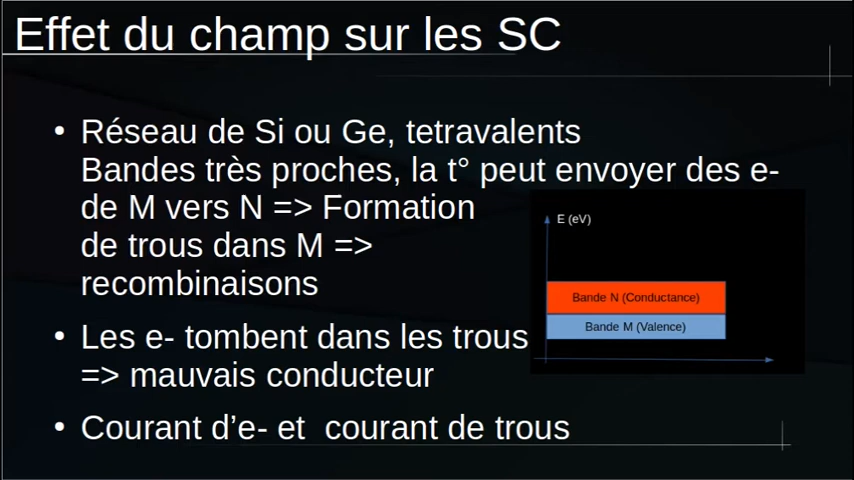 Effet du champ sur les SC
• Réseau de Si ou Ge, tetravalents
Bandes très proches, la t° peut envoyer des e-
de M vers N => Formation
de trous dans M =>
recombinaisons
• Les e- tombent dans les trous
=> mauvais conducteur
• Courant d’e- et  courant de trous
E (eV)
Bande N (Conductance)
Bande M (Valence)